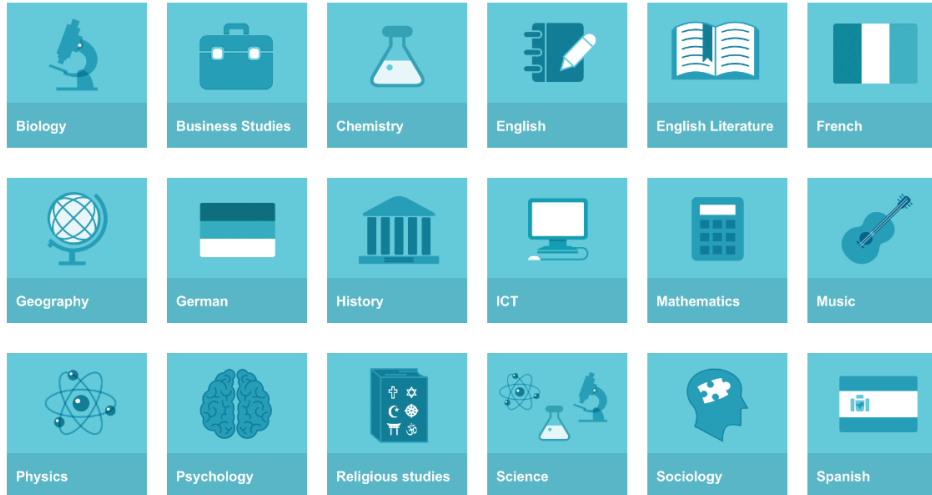 Biology
Business Studies
Chemistry
English
English Literature
French
Geography
German
History
ICT
Mathematics
Music
Physics
Psychology
Religious studies
Science
Sociology
Spanish